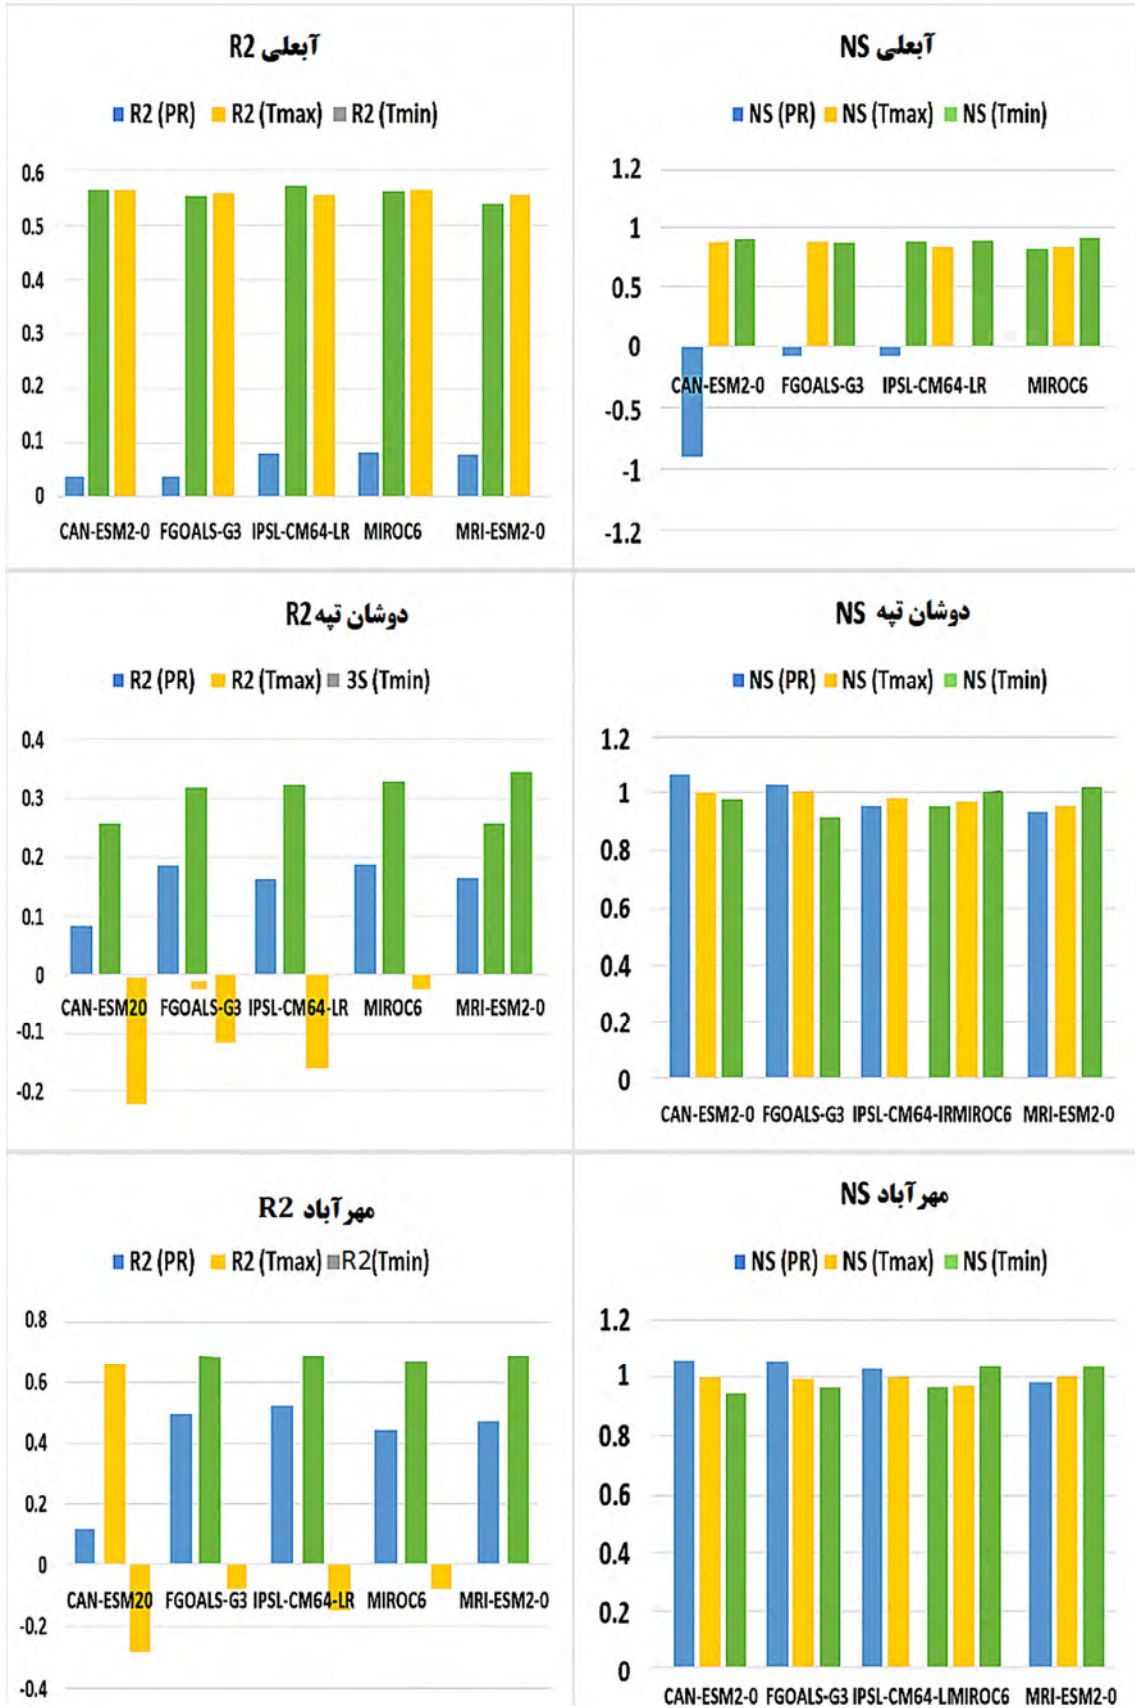 آبعلی R2
R2 (PR) R2 (Tmax) R2 (Tmin)
0.6
0.5
0.4
0.3
0.2
0.1
0
CAN-ESM2-0 FGOALS-G3 IPSL-CM64-LR MIROC6 MRI-ESM2-0
آبعلی NS
NS (PR) NS (Tmax) NS (Tmin)
1.2
1
0.5
0
-0.5
-1
-1.2
CAN-ESM2-0 FGOALS-G3 IPSL-CM64-LR MIROC6
دوشان تپه R2
R2 (PR) R2 (Tmax) 3S (Tmin)
0.4
0.3
0.2
0.1
0
-0.1
-0.2
CAN-ESM20 FGOALS-G3 IPSL-CM64-LR MIROC6 MRI-ESM2-0
دوشان تپه NS
NS (PR) NS (Tmax) NS (Tmin)
1.2
1
0.8
0.6
0.4
0.2
0
CAN-ESM2-0 FGOALS-G3 IPSL-CM64-IRMIROC6 MRI-ESM2-0
مهرآباد R2
R2 (PR) R2 (Tmax) R2(Tmin)
0.8
0.6
0.4
0.2
0
-0.2
-0.4
CAN-ESM20 FGOALS-G3 IPSL-CM64-LR MIROC6 MRI-ESM2-0
مهرآباد NS
NS (PR) NS (Tmax) NS (Tmin)
1.2
1
0.8
0.6
0.4
0.2
0
CAN-ESM2-0 FGOALS-G3 IPSL-CM64-LIMIROC6 MRI-ESM2-0